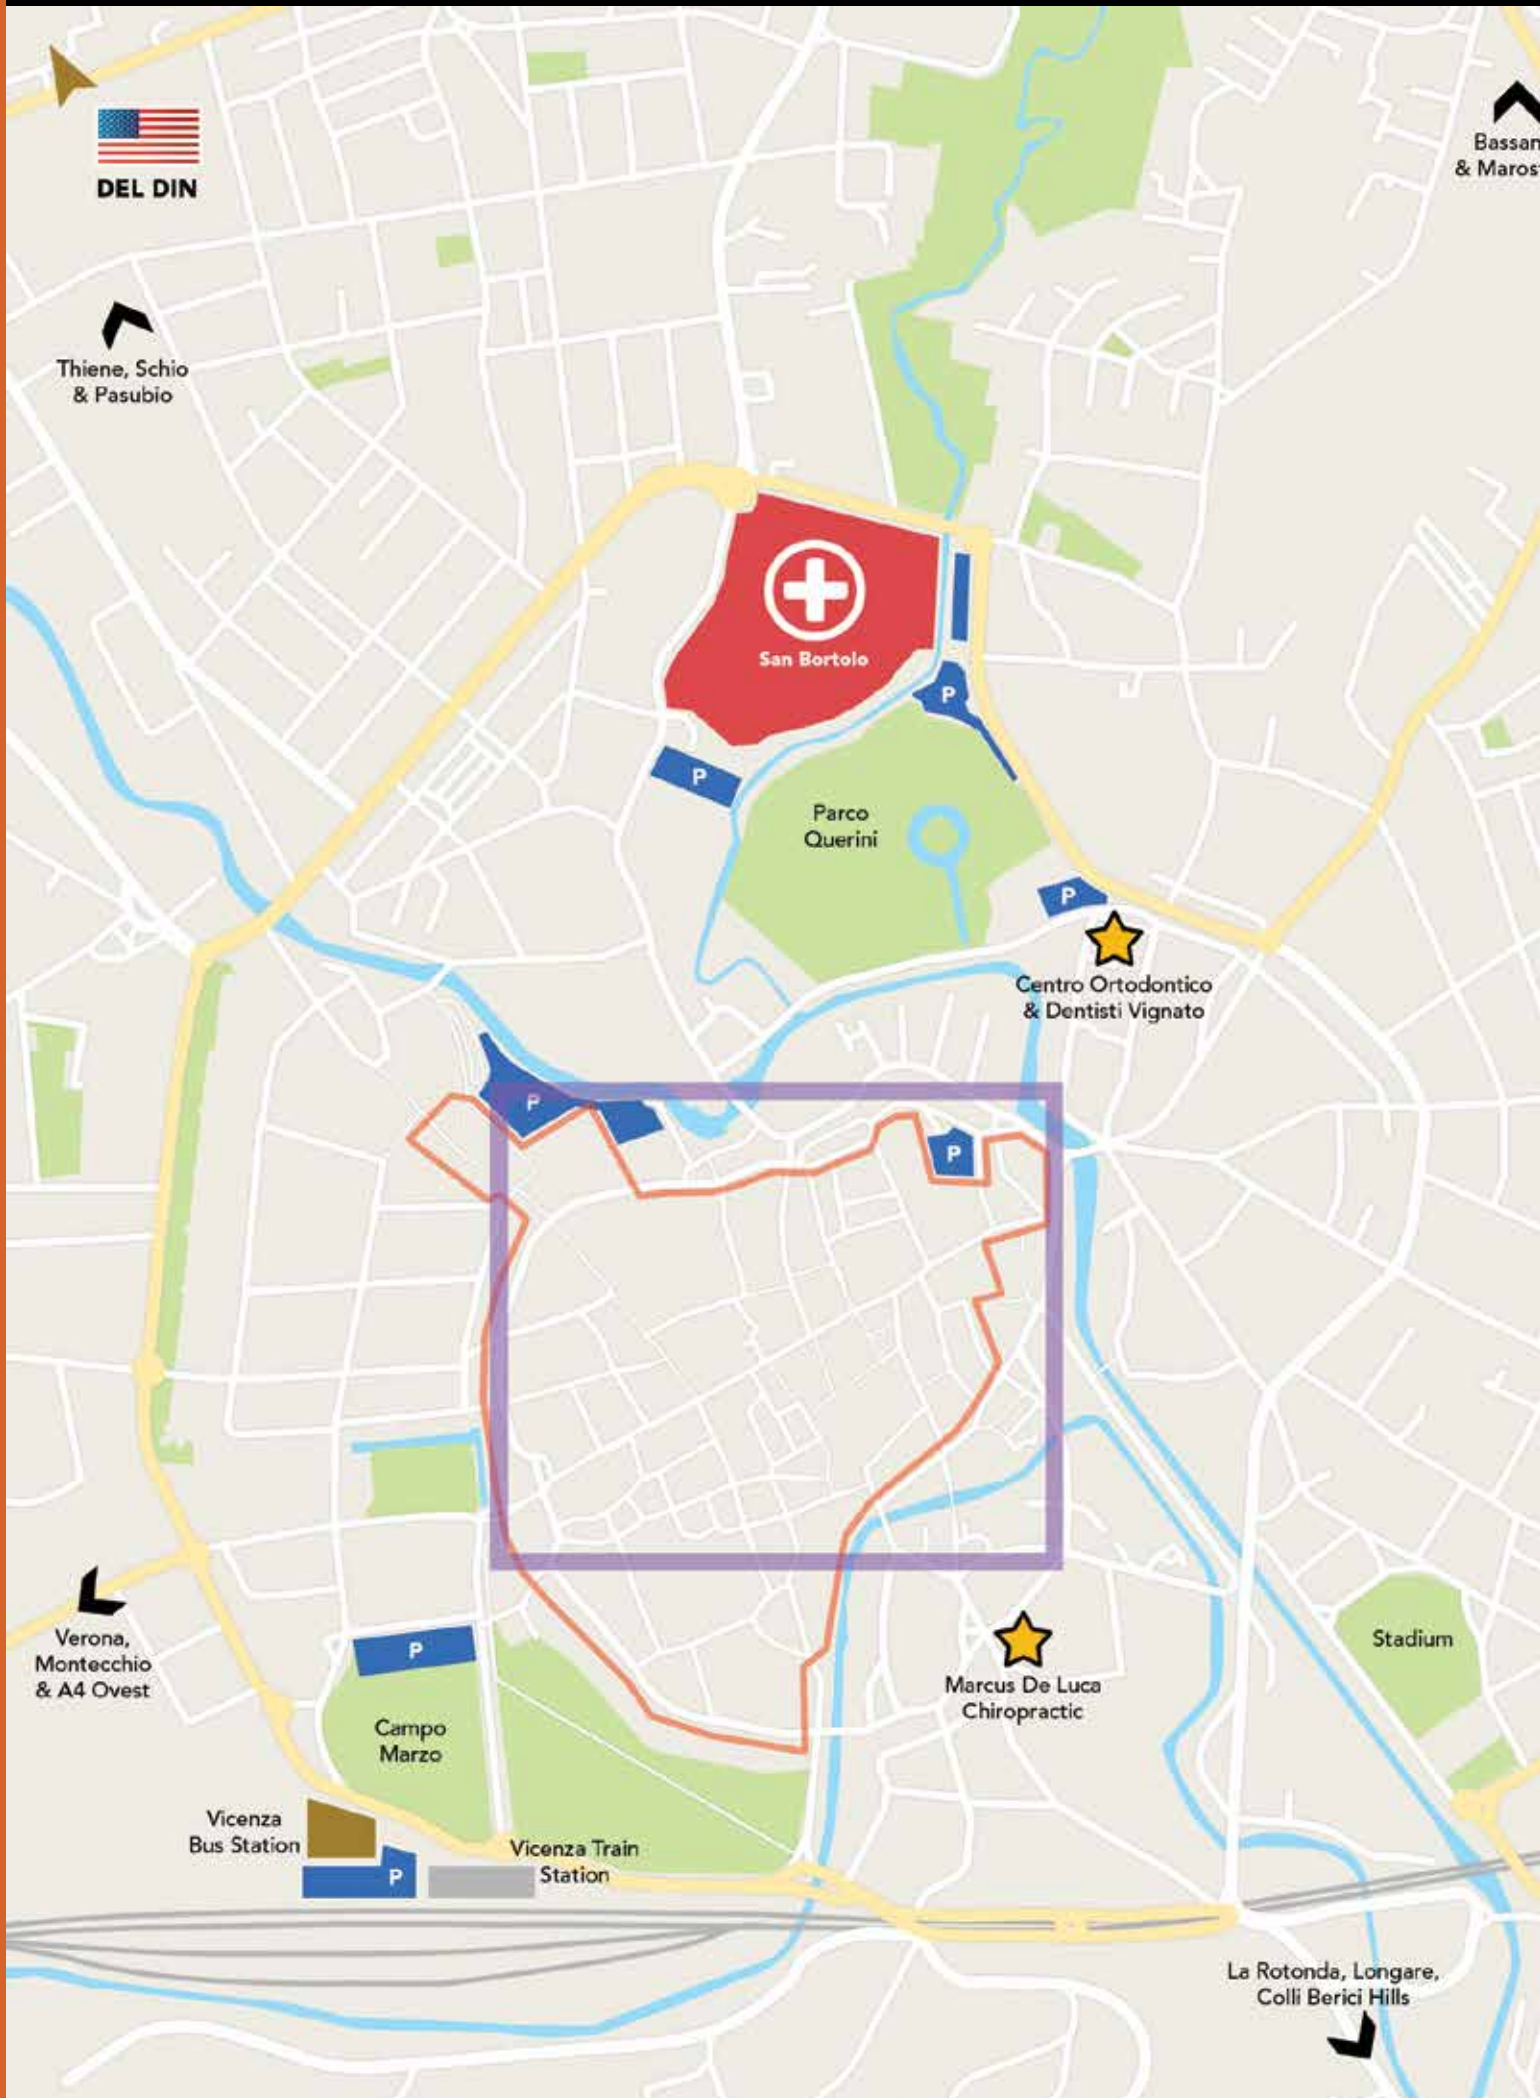 DEL DIN
& Maros
Thiene, Schio
& Pasubio
San Bortolo
P
P
Parco
Querini
P
Centro Ortodontico
& Dentisti Vignato
P
P
Verona,
Montecchio
& A4 Ovest
P
Stadium
Marcus De Luca
Chiropractic
Campo
Marzo
Vicenza
Bus Station
P
Vicenza Train
Station
La Rotonda, Longare,
Colli Berici Hills